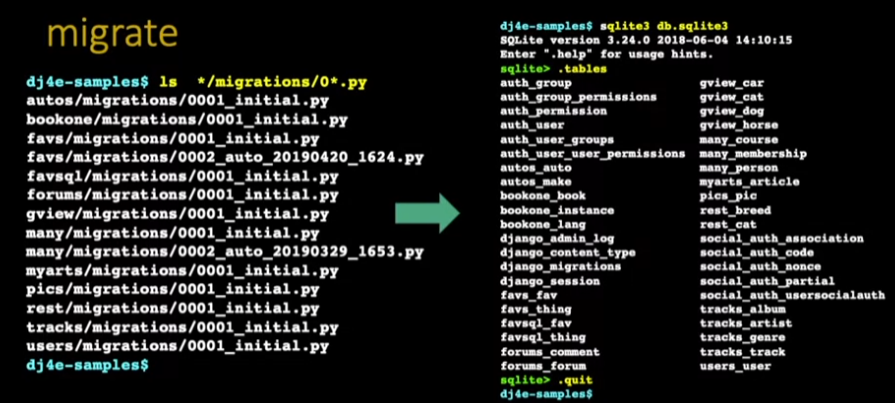 migrate
dj4e-samples$ ls */migrations/0*.py
autos/migrations/0001_initial.py
bookone/migrations/0001_initial.py
favs/migrations/0001_initial.py
favs/migrations/0002_auto_20190420_1624.py
favsql/migrations/0001_initial.py
forums/migrations/0001_initial.py
gview/migrations/0001_initial.py
many/migrations/0001_initial.py
many/migrations/0002_auto_20190329_1653.py
myarts/migrations/0001_initial.py
pics/migrations/0001_initial.py
rest/migrations/0001_initial.py
tracks/migrations/0001_initial.py
users/migrations/0001_initial.py
dj4e-samples$
dj4e-samples$ sqlite3 db.sqlite3
SQLite version 3.24.0 2018-06-04 14:10:15
Enter ".help" for usage hints.
sqlite> .tables
auth_group gview_car
auth_group_permissions gview_cat
auth_permission gview_dog
auth_user gview_horse
auth_user_groups many_course
auth_user_user_permissions many_membership
autos_auto many_person
autos_make myarts_article
bookone_book pics_pic
bookone_instance rest_breed
bookone_lang rest_cat
django_admin_log social_auth_association
django_content_type social_auth_code
django_migrations social_auth_nonce
django_session social_auth_partial
favs_fav social_auth_usersocialauth
favs_thing tracks_album
favsql_fav tracks_artist
favsql_thing tracks_genre
forums_comment tracks_track
forums_forum users_user
sqlite> .quit
dj4e-samples$